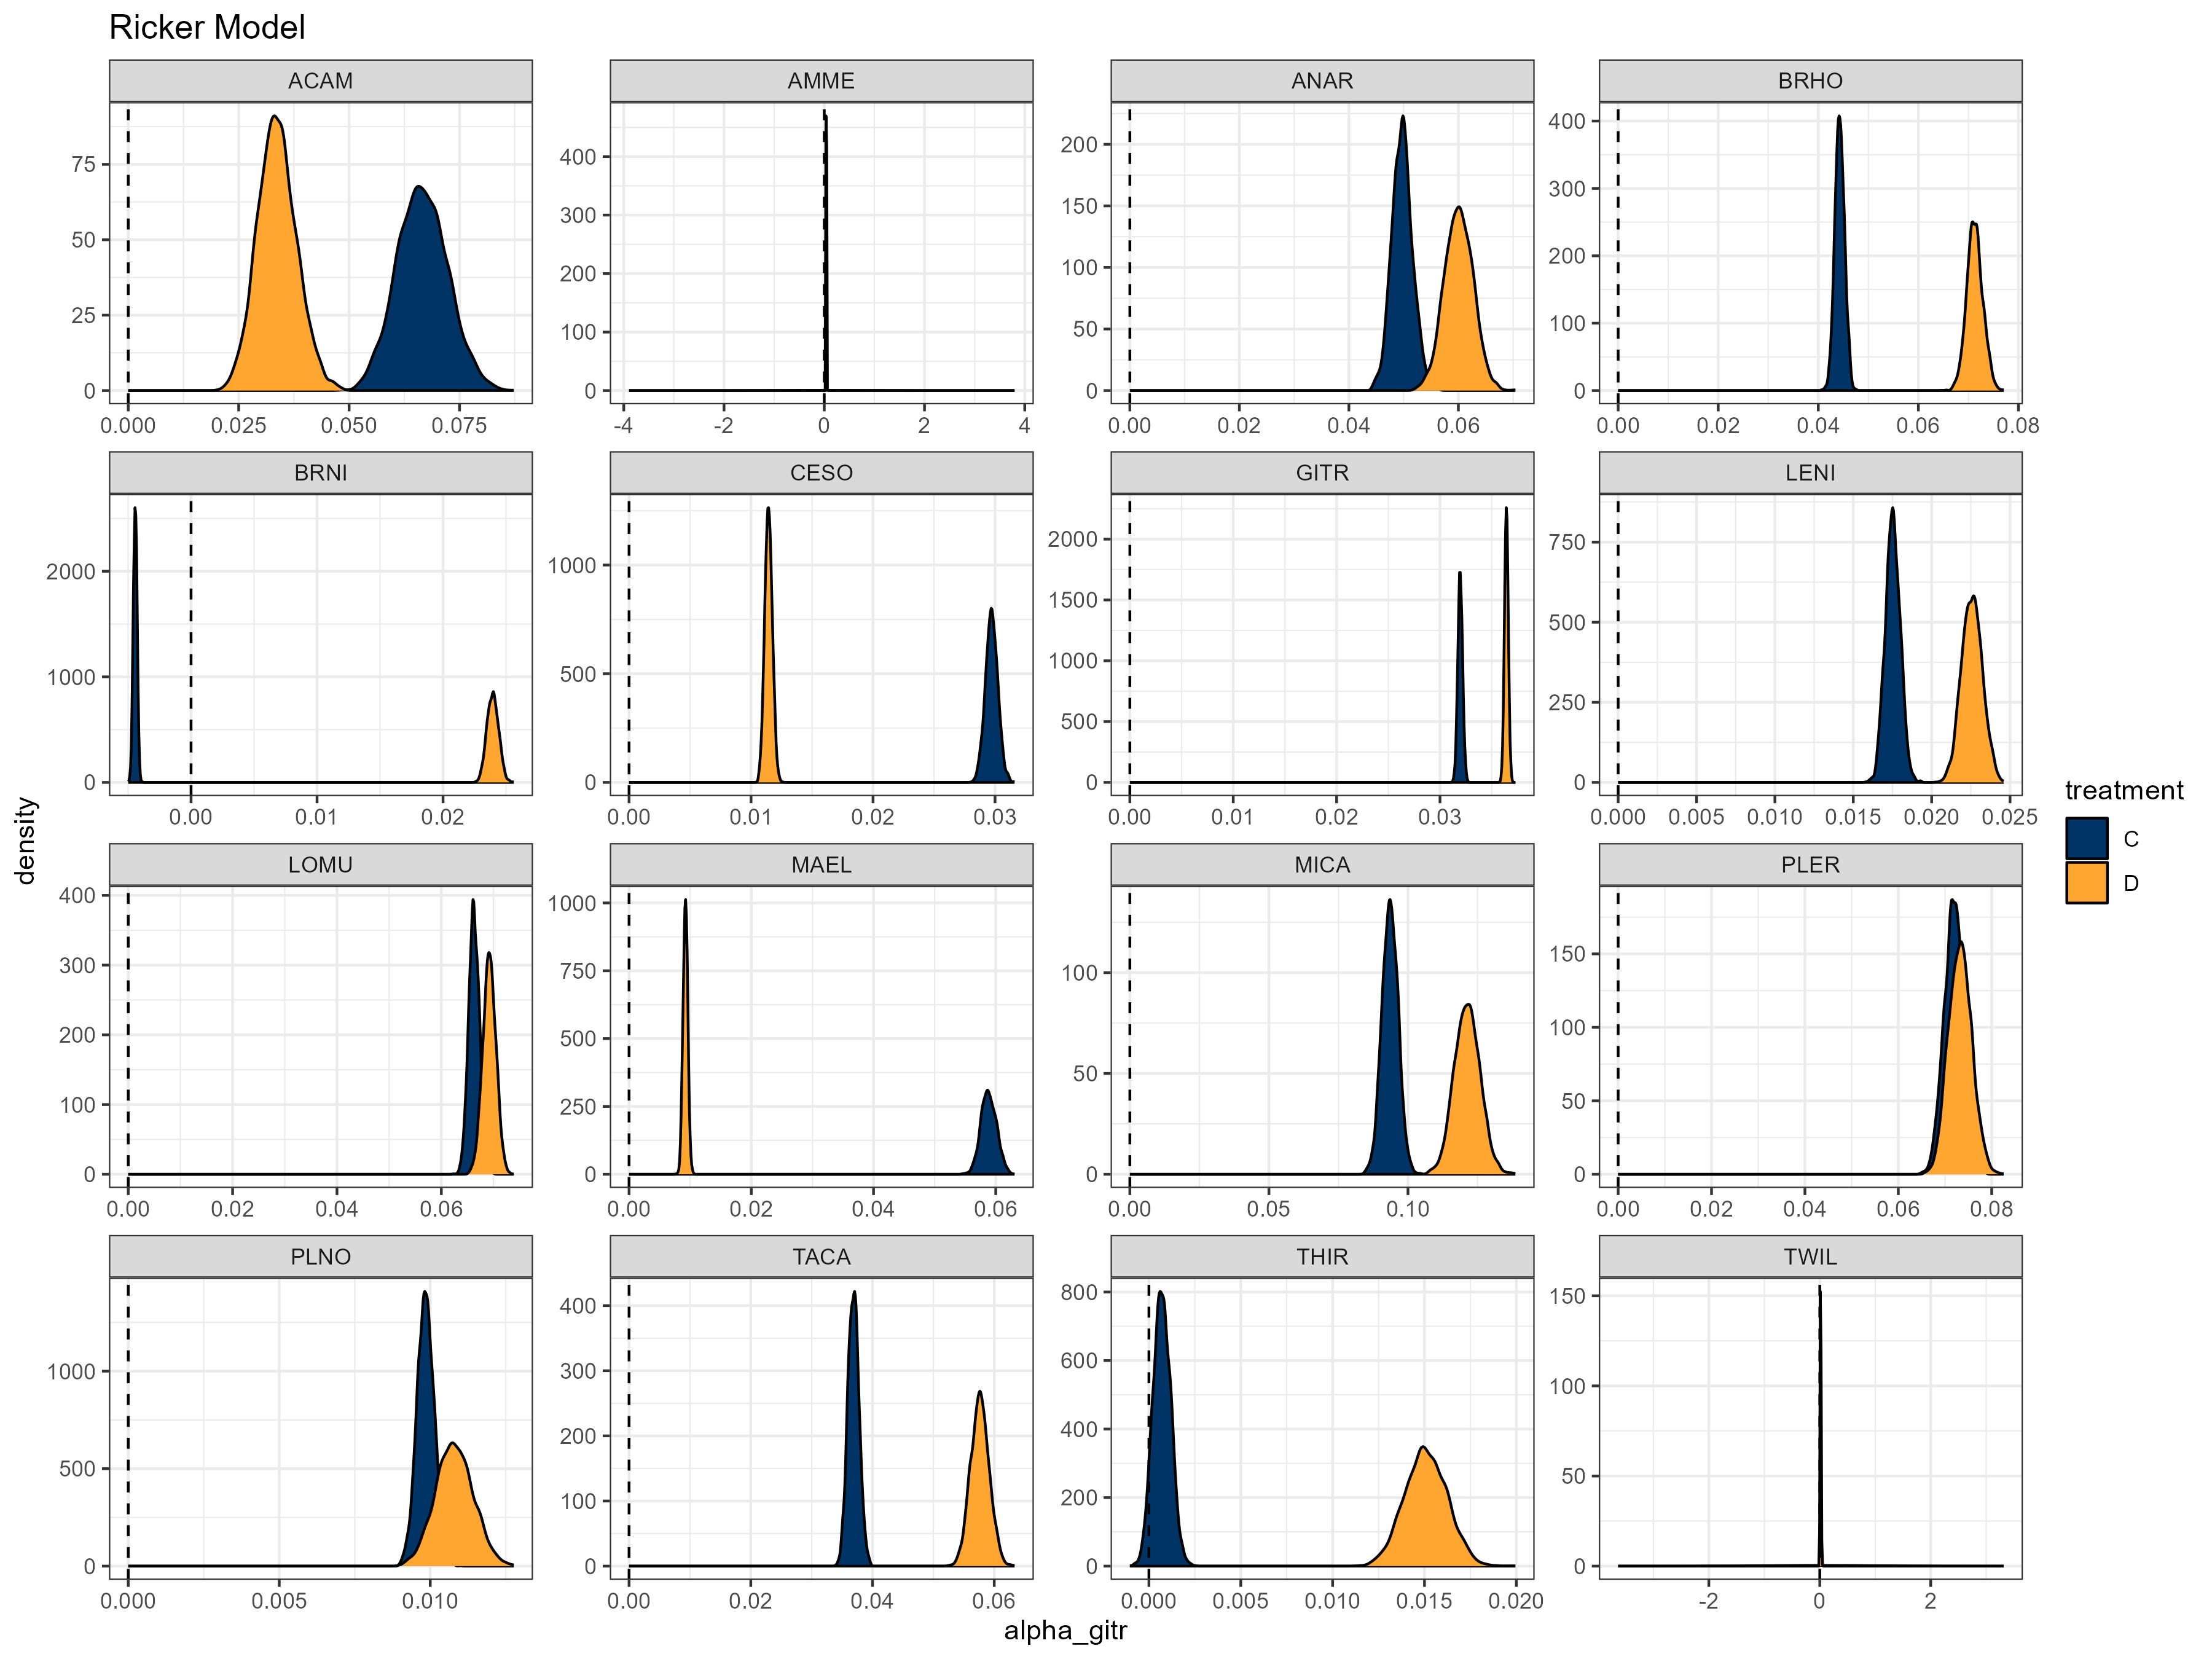 Ricker Model
ACAM AMME ANAR BRHO
75 50 25 0
400 300 200 100 0
200 150 100 50 0
400 300 200 100 0
0.000 0.025 0.050 0.075
-4 -2 0 2 4
0.00 0.02 0.04 0.06
0.00 0.02 0.04 0.06 0.08
BRNI CESO GITR LENI
2000 1000 0
1000 500 0
2000 1500 1000 500 0
750 500 250 0
0.00 0.01 0.02
0.00 0.01 0.02 0.03
0.00 0.01 0.02 0.03
0.000 0.005 0.010 0.015 0.020 0.025
density
treatment
C
D
LOMU MAEL MICA PLER
400 300 200 100 0
1000 750 500 250 0
100 50 0
150 100 50 0
0.00 0.02 0.04 0.06
0.00 0.02 0.04 0.06
0.00 0.05 0.10
0.00 0.02 0.04 0.06 0.08
PLNO TACA THIR TWIL
1000 500 0
400 300 200 100 0
800 600 400 200 0
150 100 50 0
0.000 0.005 0.010
0.00 0.02 0.04 0.06
0.000 0.005 0.010 0.015 0.020
-2 0 2
alpha_gitr